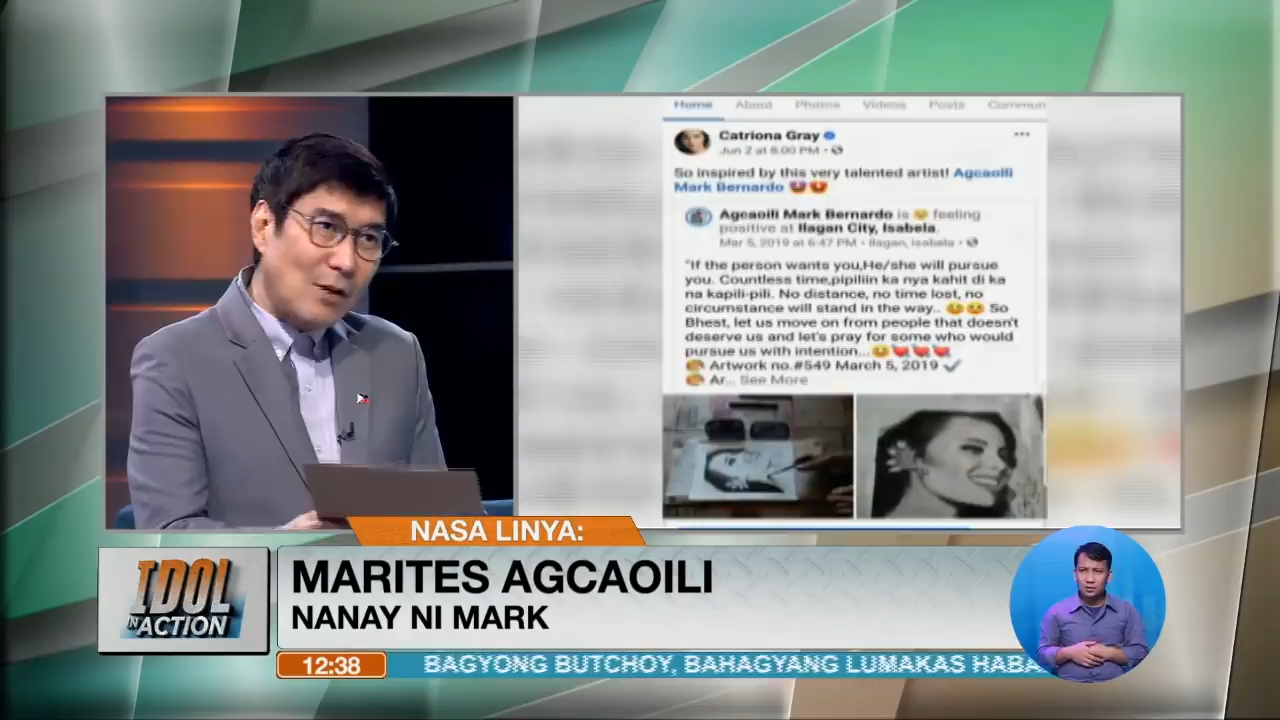 Home About Photos Videos Posts Commun
Catriona Gray
Jun 2 at 8:00 PM
So inspired by this very talented artist! Agcaoili
Mark Bernardo
Agcaoili Mark Bernardo is feeling
positive at Ilagan City, Isabela.
Mar 5, 2019 at 6:47 PM · Ilagan, Isabela ·
"If the person wants you,He/she will pursue
you. Countless time,pipiliin ka nya kahit di ka
na kapili-pili. No distance, no time lost, no
circumstance will stand in the way.. 😊😊 So
Bhest, let us move on from people that doesn't
deserve us and let's pray for some who would
pursue us with intention...😊💘💘💘
🎨 Artwork no.#549 March 5, 2019 ✓
🎨 Ar... See More
NASA LINYA:
IDOL
IN ACTION
MARITES AGCAOILI
NANAY NI MARK
12:38 BAGYONG BUTCHOY, BAHAGYANG LUMAKAS HABA